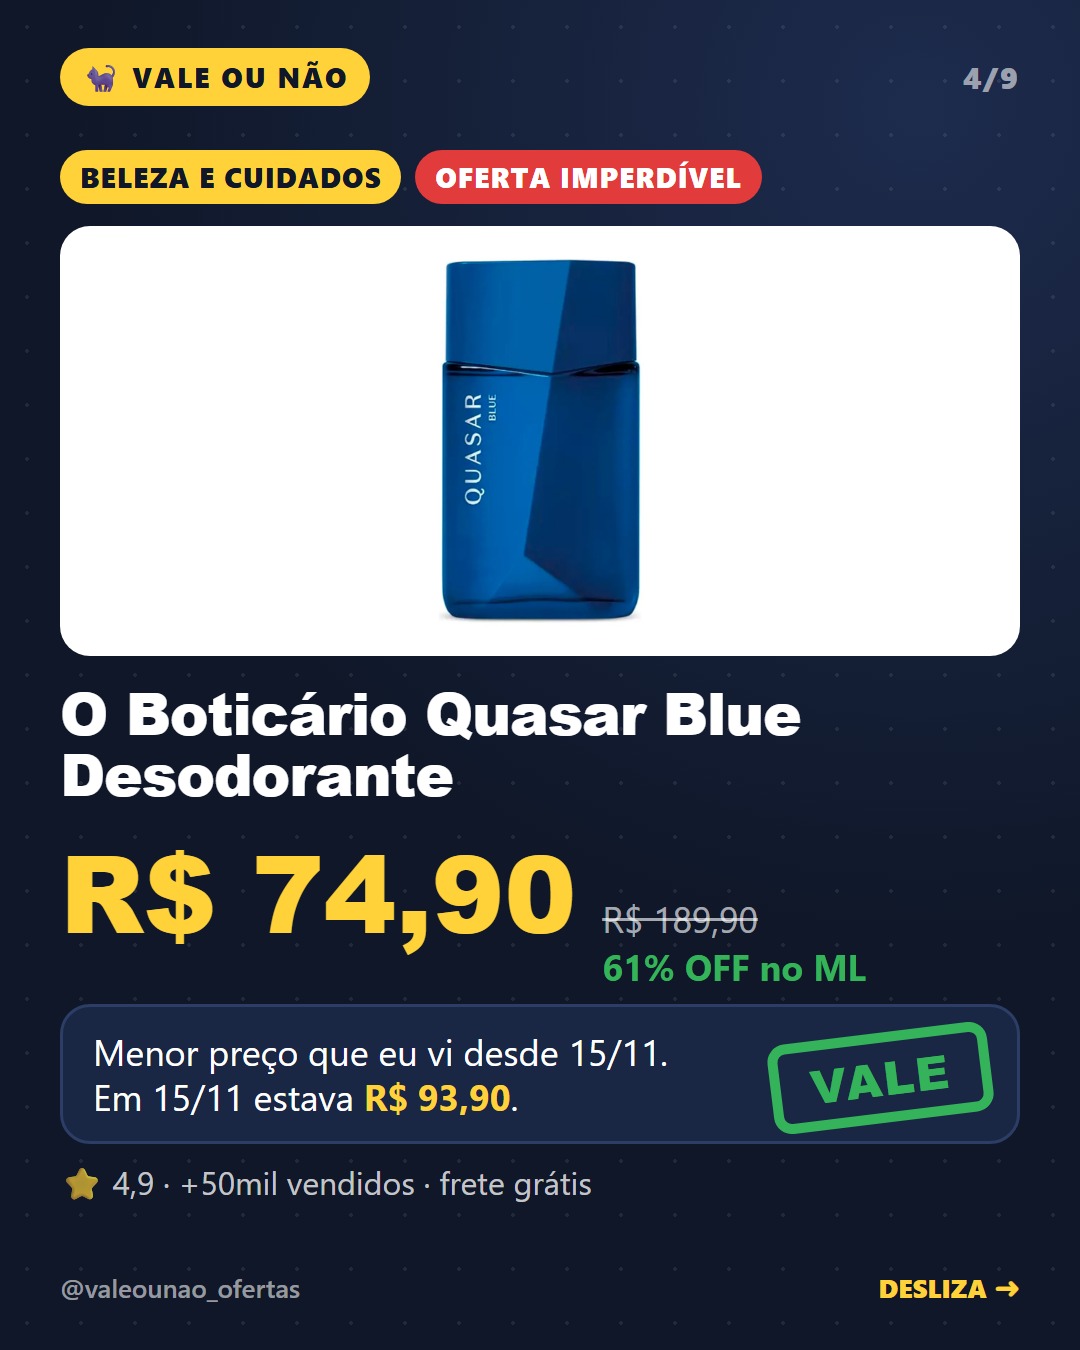 VALE OU NÃO
4/9
BELEZA E CUIDADOS
OFERTA IMPERDÍVEL
QUASAR
BLUE
O Boticário Quasar Blue
Desodorante
R$ 74,90
R$ 189,90
61% OFF no ML
Menor preço que eu vi desde 15/11.
Em 15/11 estava R$ 93,90.
VALE
4,9 · +50mil vendidos · frete grátis
@valeounao_ofertas
DESLIZA →